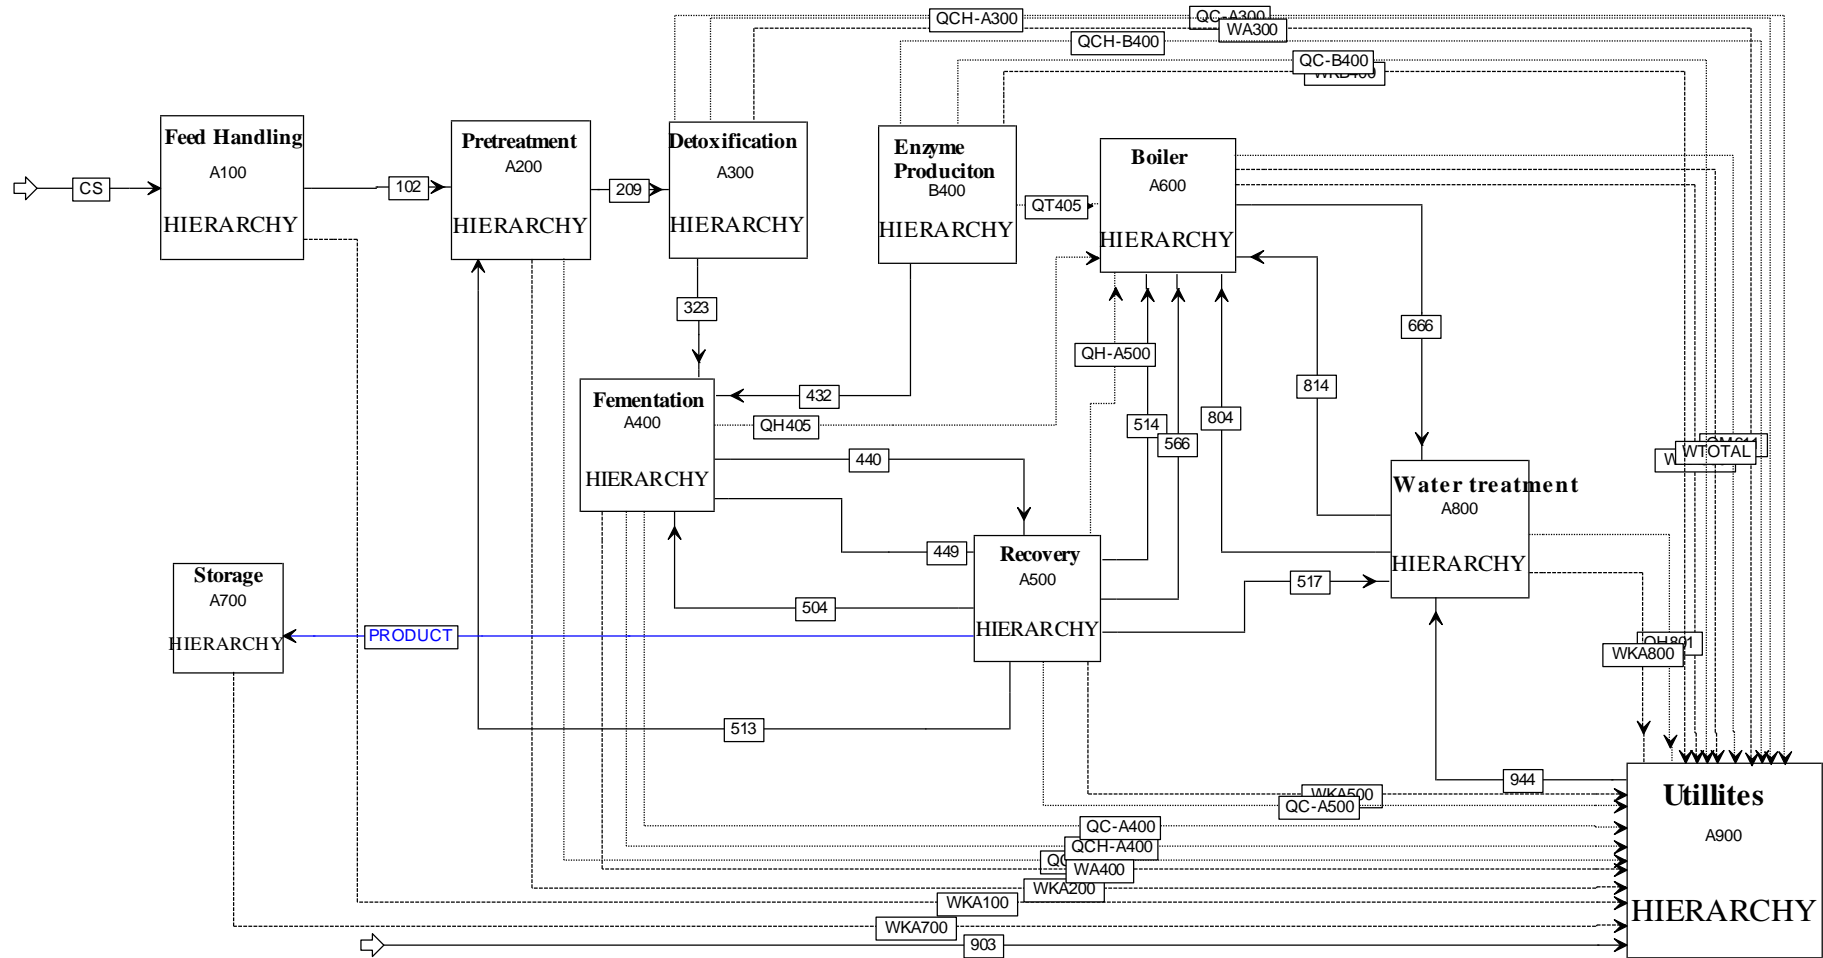 QCH-A300
QC-A300
WA300
QCH-B400
QC-B400
WKB400
Feed Handling
A100
HIERARCHY
Pretreatment
A200
HIERARCHY
Detoxification
A300
HIERARCHY
Enzyme
Produciton
B400
HIERARCHY
Boiler
A600
HIERARCHY
CS
102
209
QT405
323
666
QH-A500
814
432
Fementation
A400
HIERARCHY
QH405
514
804
566
440
WTOTAL
Water treatment
A800
HIERARCHY
449
Recovery
A500
HIERARCHY
Storage
A700
HIERARCHY
517
504
PRODUCT
QH801
WKA800
513
944
WKA500
QC-A500
Utillites
A900
HIERARCHY
QC-A400
QCH-A400
WA400
WKA200
WKA100
WKA700
903